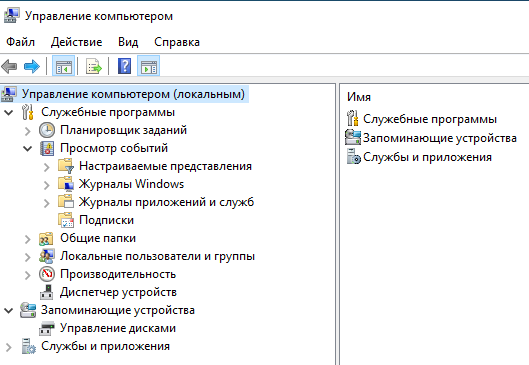 Управление компьютером
Файл Действие Вид Справка
Управление компьютером (локальным)
Служебные программы
Планировщик заданий
Просмотр событий
Настраиваемые представления
Журналы Windows
Журналы приложений и служб
Подписки
Общие папки
Локальные пользователи и группы
Производительность
Диспетчер устройств
Запоминающие устройства
Управление дисками
Службы и приложения
Имя
Служебные программы
Запоминающие устройства
Службы и приложения